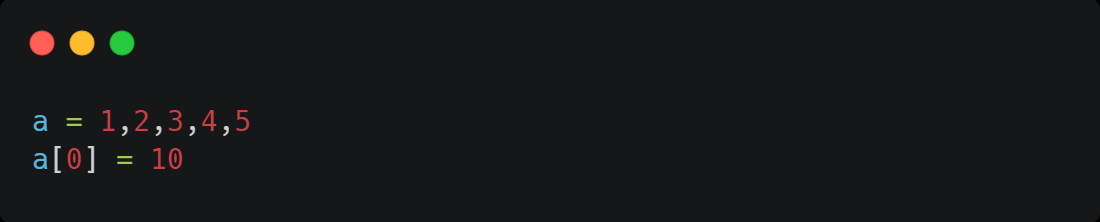 a = 1,2,3,4,5
a[0] = 10